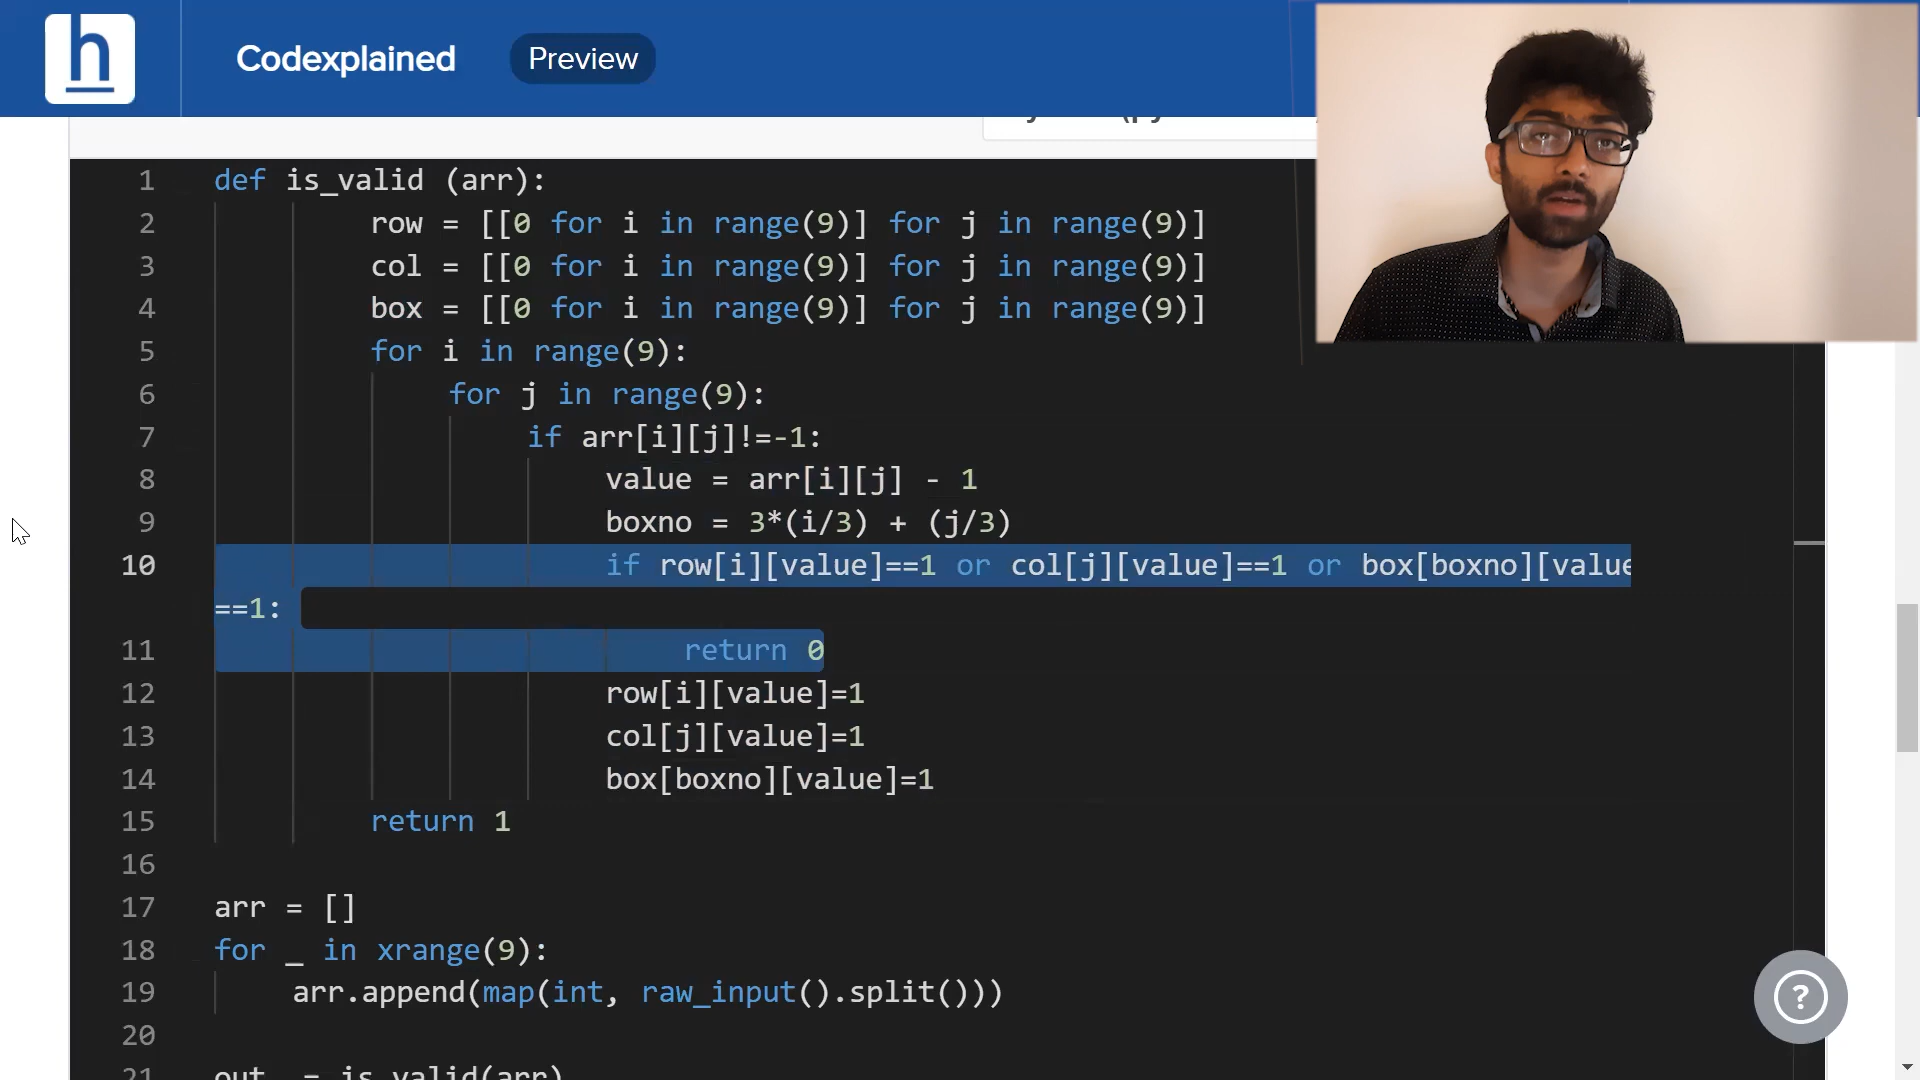 h
Codexplained
Preview
1 def is_valid (arr):
2 row = [[0 for i in range(9)] for j in range(9)]
3 col = [[0 for i in range(9)] for j in range(9)]
4 box = [[0 for i in range(9)] for j in range(9)]
5 for i in range(9):
6 for j in range(9):
7 if arr[i][j]!=-1:
8 value = arr[i][j] - 1
9 boxno = 3*(i/3) + (j/3)
10 if row[i][value]==1 or col[j][value]==1 or box[boxno][value
==1:
11 return 0
12 row[i][value]=1
13 col[j][value]=1
14 box[boxno][value]=1
15 return 1
16
17 arr = []
18 for _ in xrange(9):
19 arr.append(map(int, raw_input().split()))
20
21 out = is_valid(arr)
?